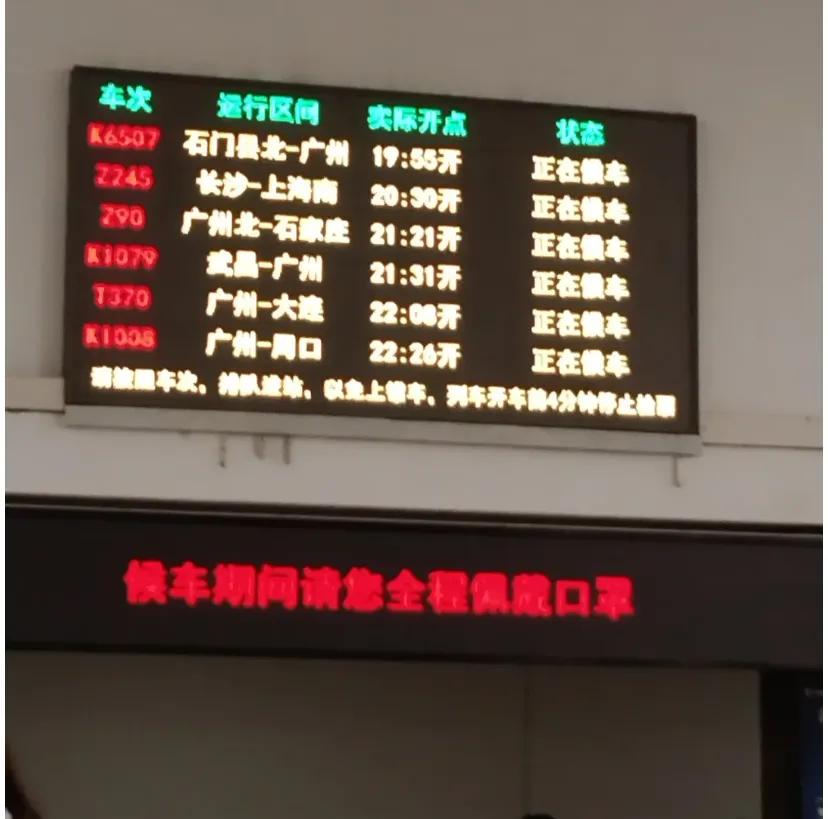 车次 运行区间 实际开点 状态
K6507 石门县北-广州 19:55开 正在候车
Z245 长沙-上海南 20:30开 正在候车
Z90 广州北-石家庄 21:21开 正在候车
K1079 武昌-广州 21:31开 正在候车
T370 广州-大连 22:08开 正在候车
K1008 广州-周口 22:26开 正在候车
请按照车次，排队进站，以免上错车，列车开车前4分钟停止检票
候车期间请您全程佩戴口罩